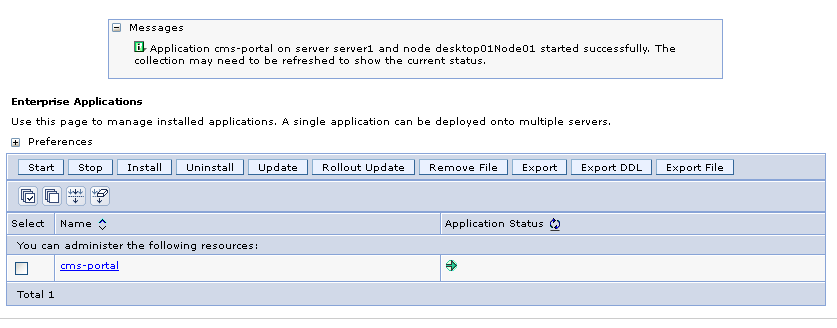 Messages
Application cms-portal on server server1 and node desktop01Node01 started successfully. The
collection may need to be refreshed to show the current status.
Enterprise Applications
Use this page to manage installed applications. A single application can be deployed onto multiple servers.
Preferences
Start Stop Install Uninstall Update Rollout Update Remove File Export Export DDL Export File
Select Name Application Status
You can administer the following resources:
cms-portal
Total 1